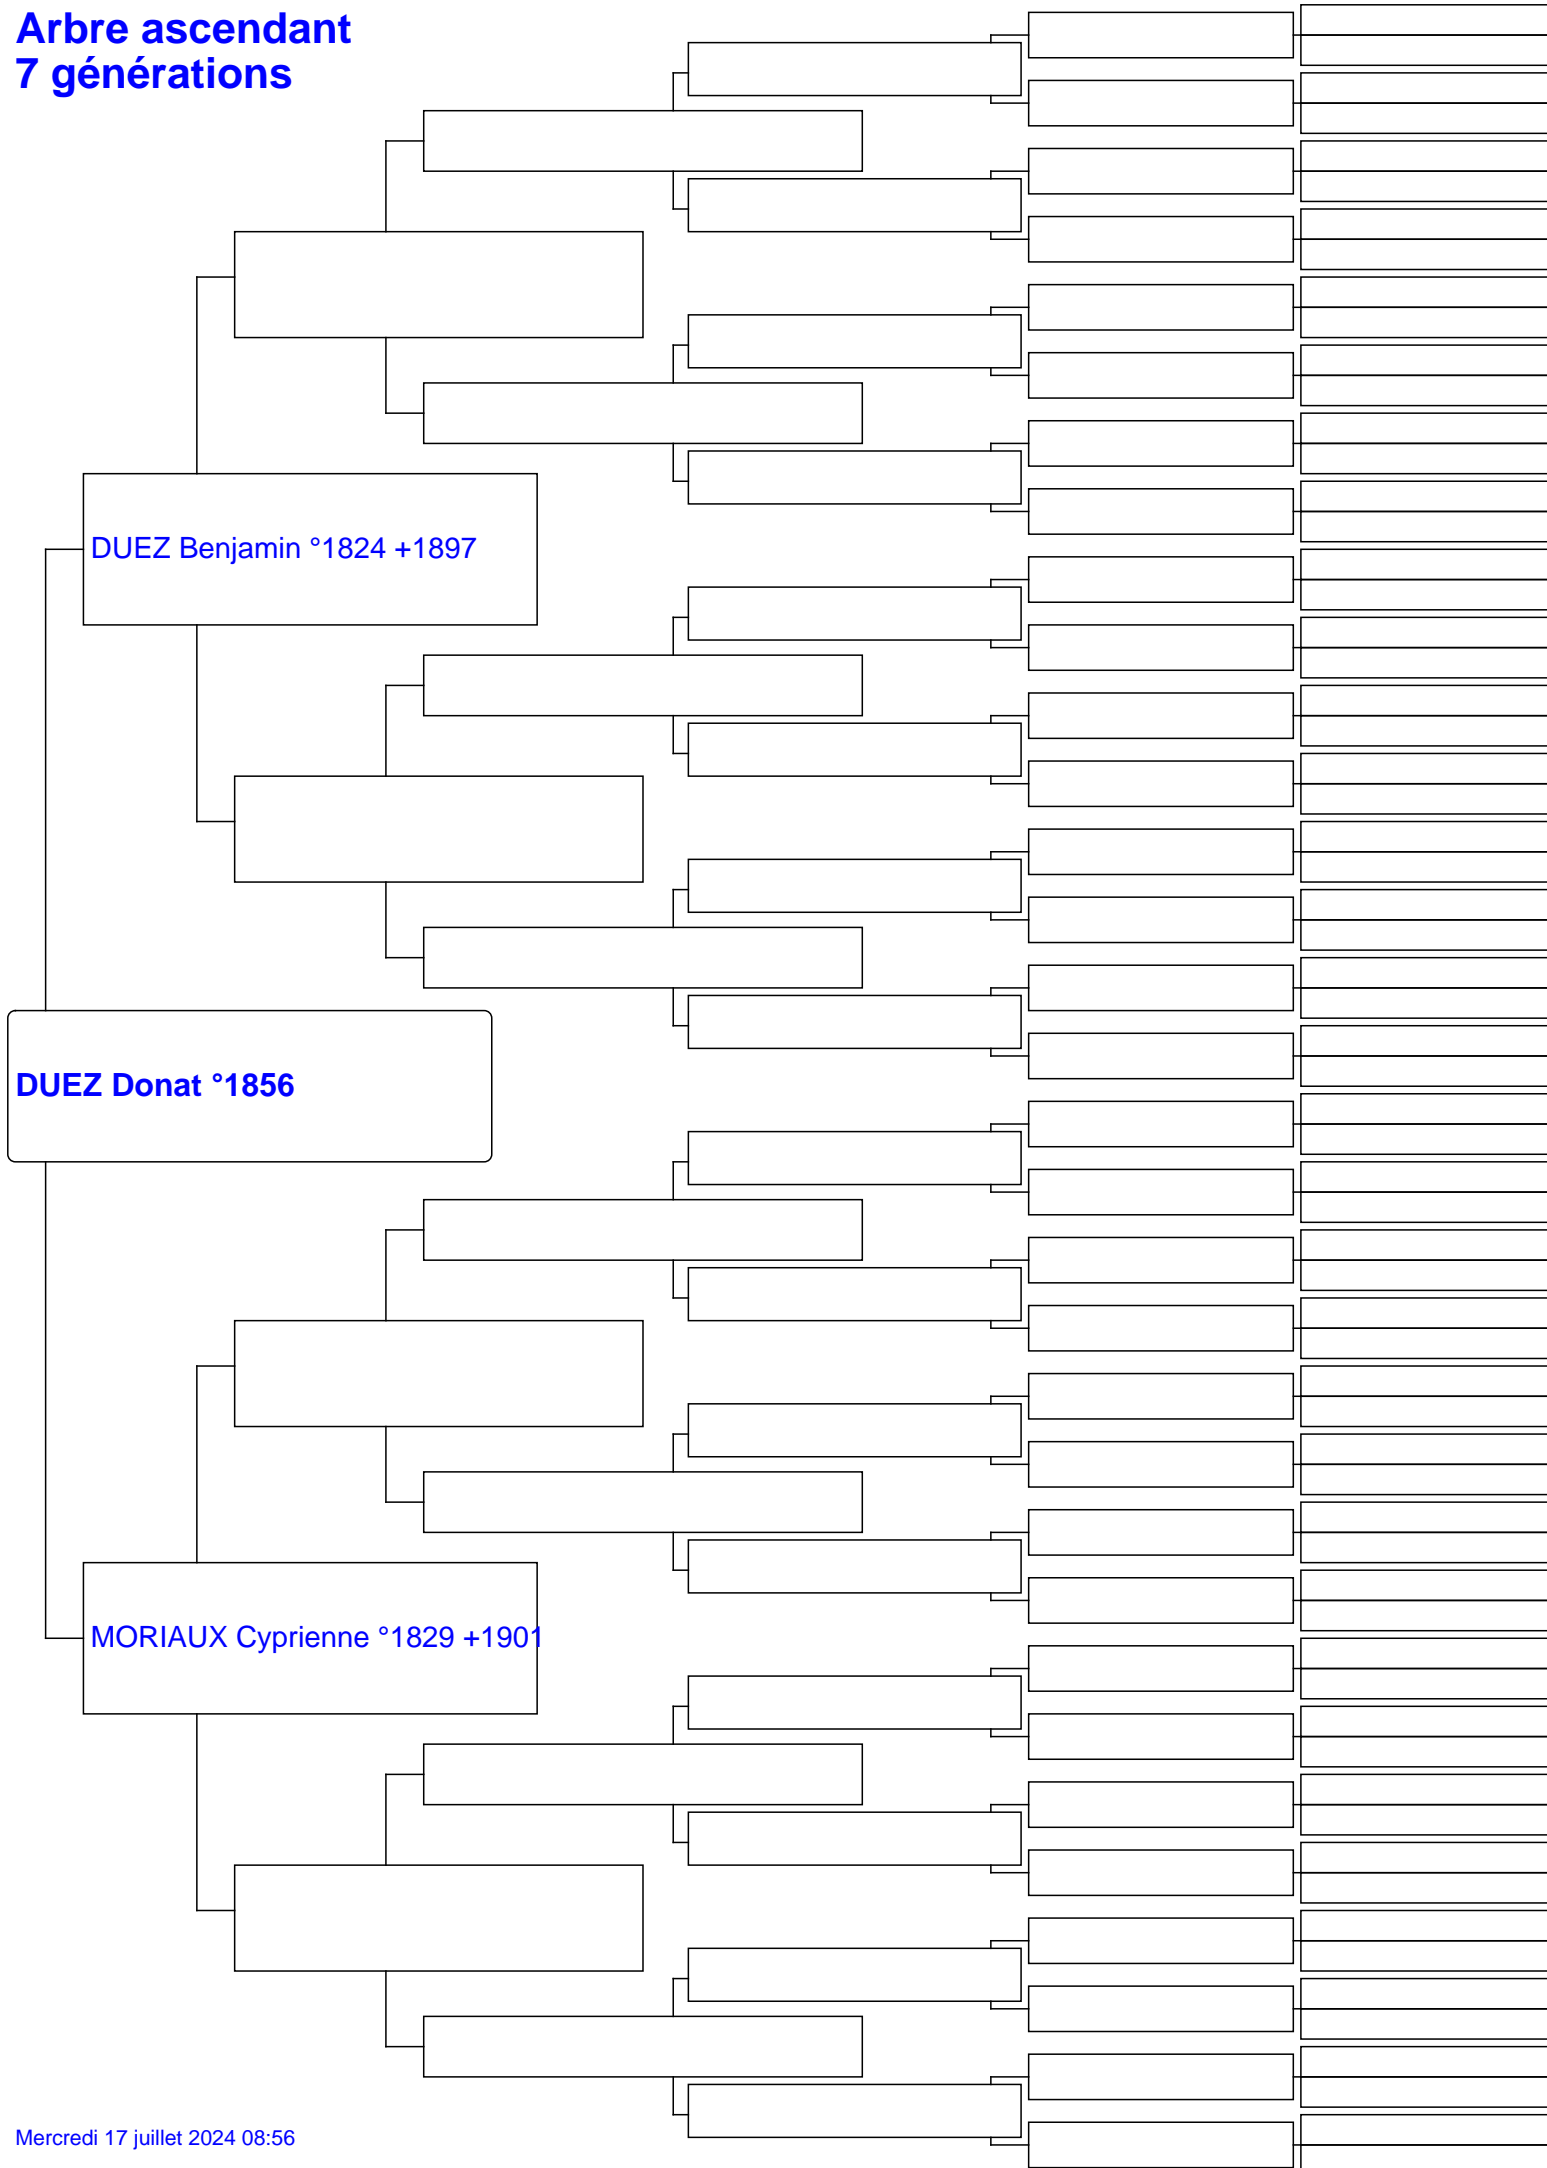 Arbre ascendant
7 générations
DUEZ Benjamin °1824 +1897
DUEZ Donat °1856
MORIAUX Cyprienne °1829 +1901
Mercredi 17 juillet 2024 08:56